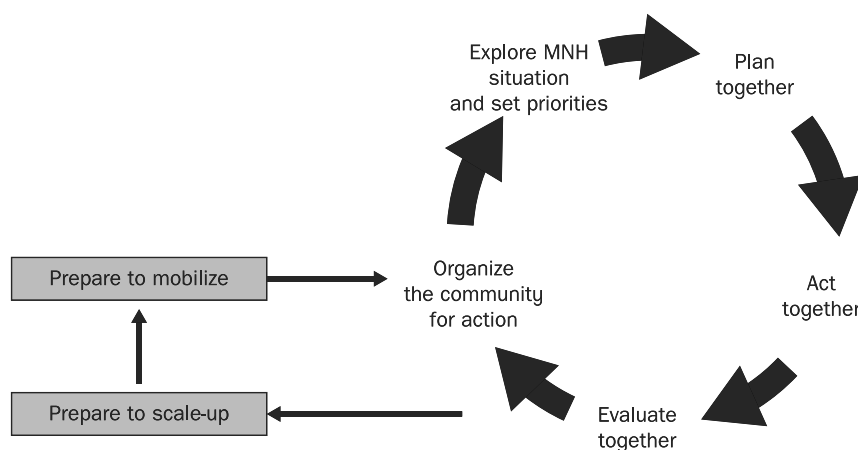 Explore MNH
situation
and set priorities
Plan
together
Act
together
Evaluate
together
Organize
the community
for action
Prepare to mobilize
Prepare to scale-up